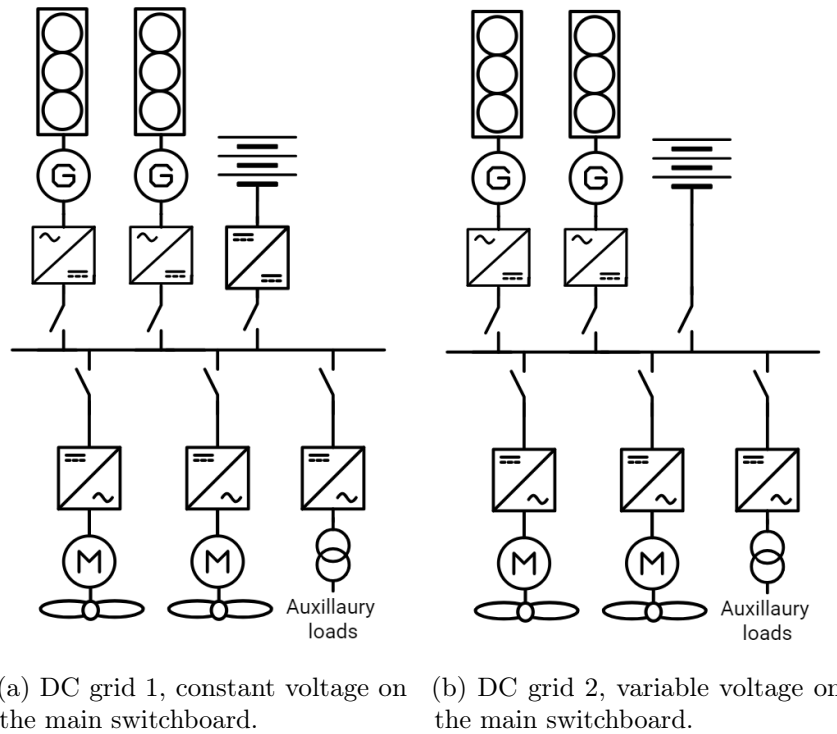 G
G
G
G
M
M
M
M
Auxillaury
loads
Auxillaury
loads
(a) DC grid 1, constant voltage on
the main switchboard.
(b) DC grid 2, variable voltage on
the main switchboard.